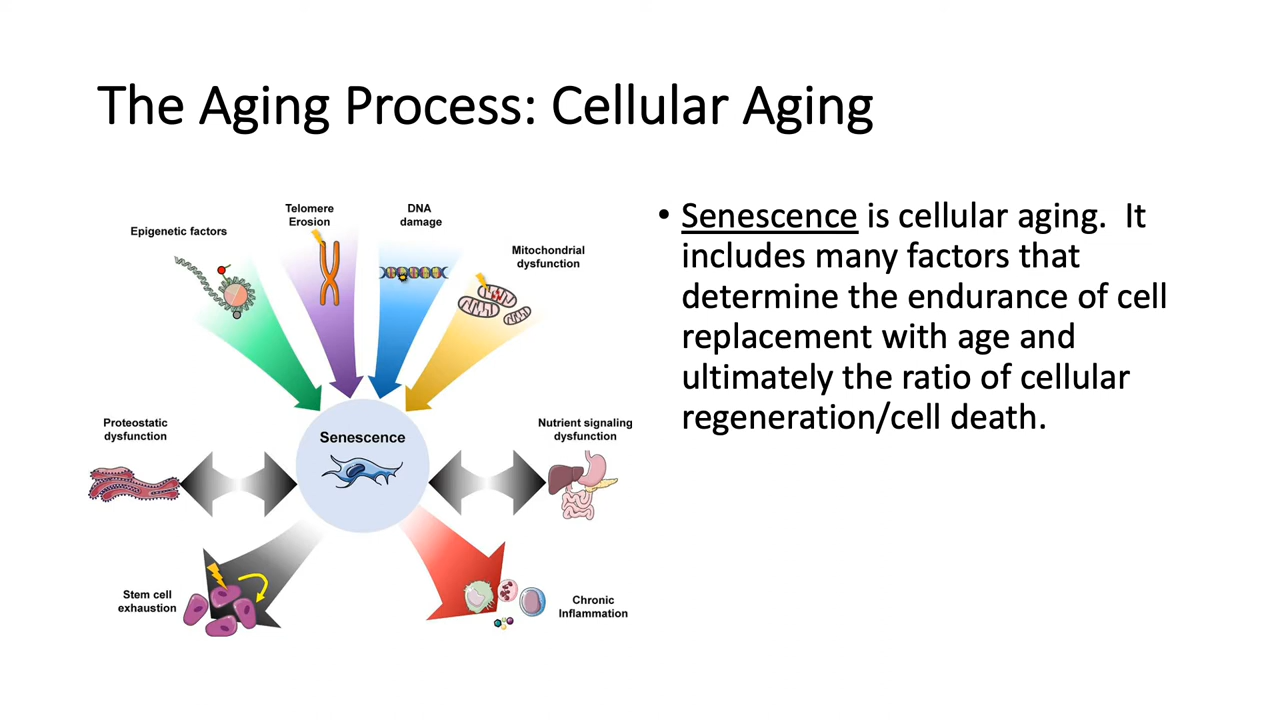 The Aging Process: Cellular Aging
Epigenetic factors
Telomere
Erosion
DNA
damage
Mitochondrial
dysfunction
Proteostatic
dysfunction
Senescence
Nutrient signaling
dysfunction
Stem cell
exhaustion
Chronic
Inflammation
• Senescence is cellular aging.  It
includes many factors that
determine the endurance of cell
replacement with age and
ultimately the ratio of cellular
regeneration/cell death.